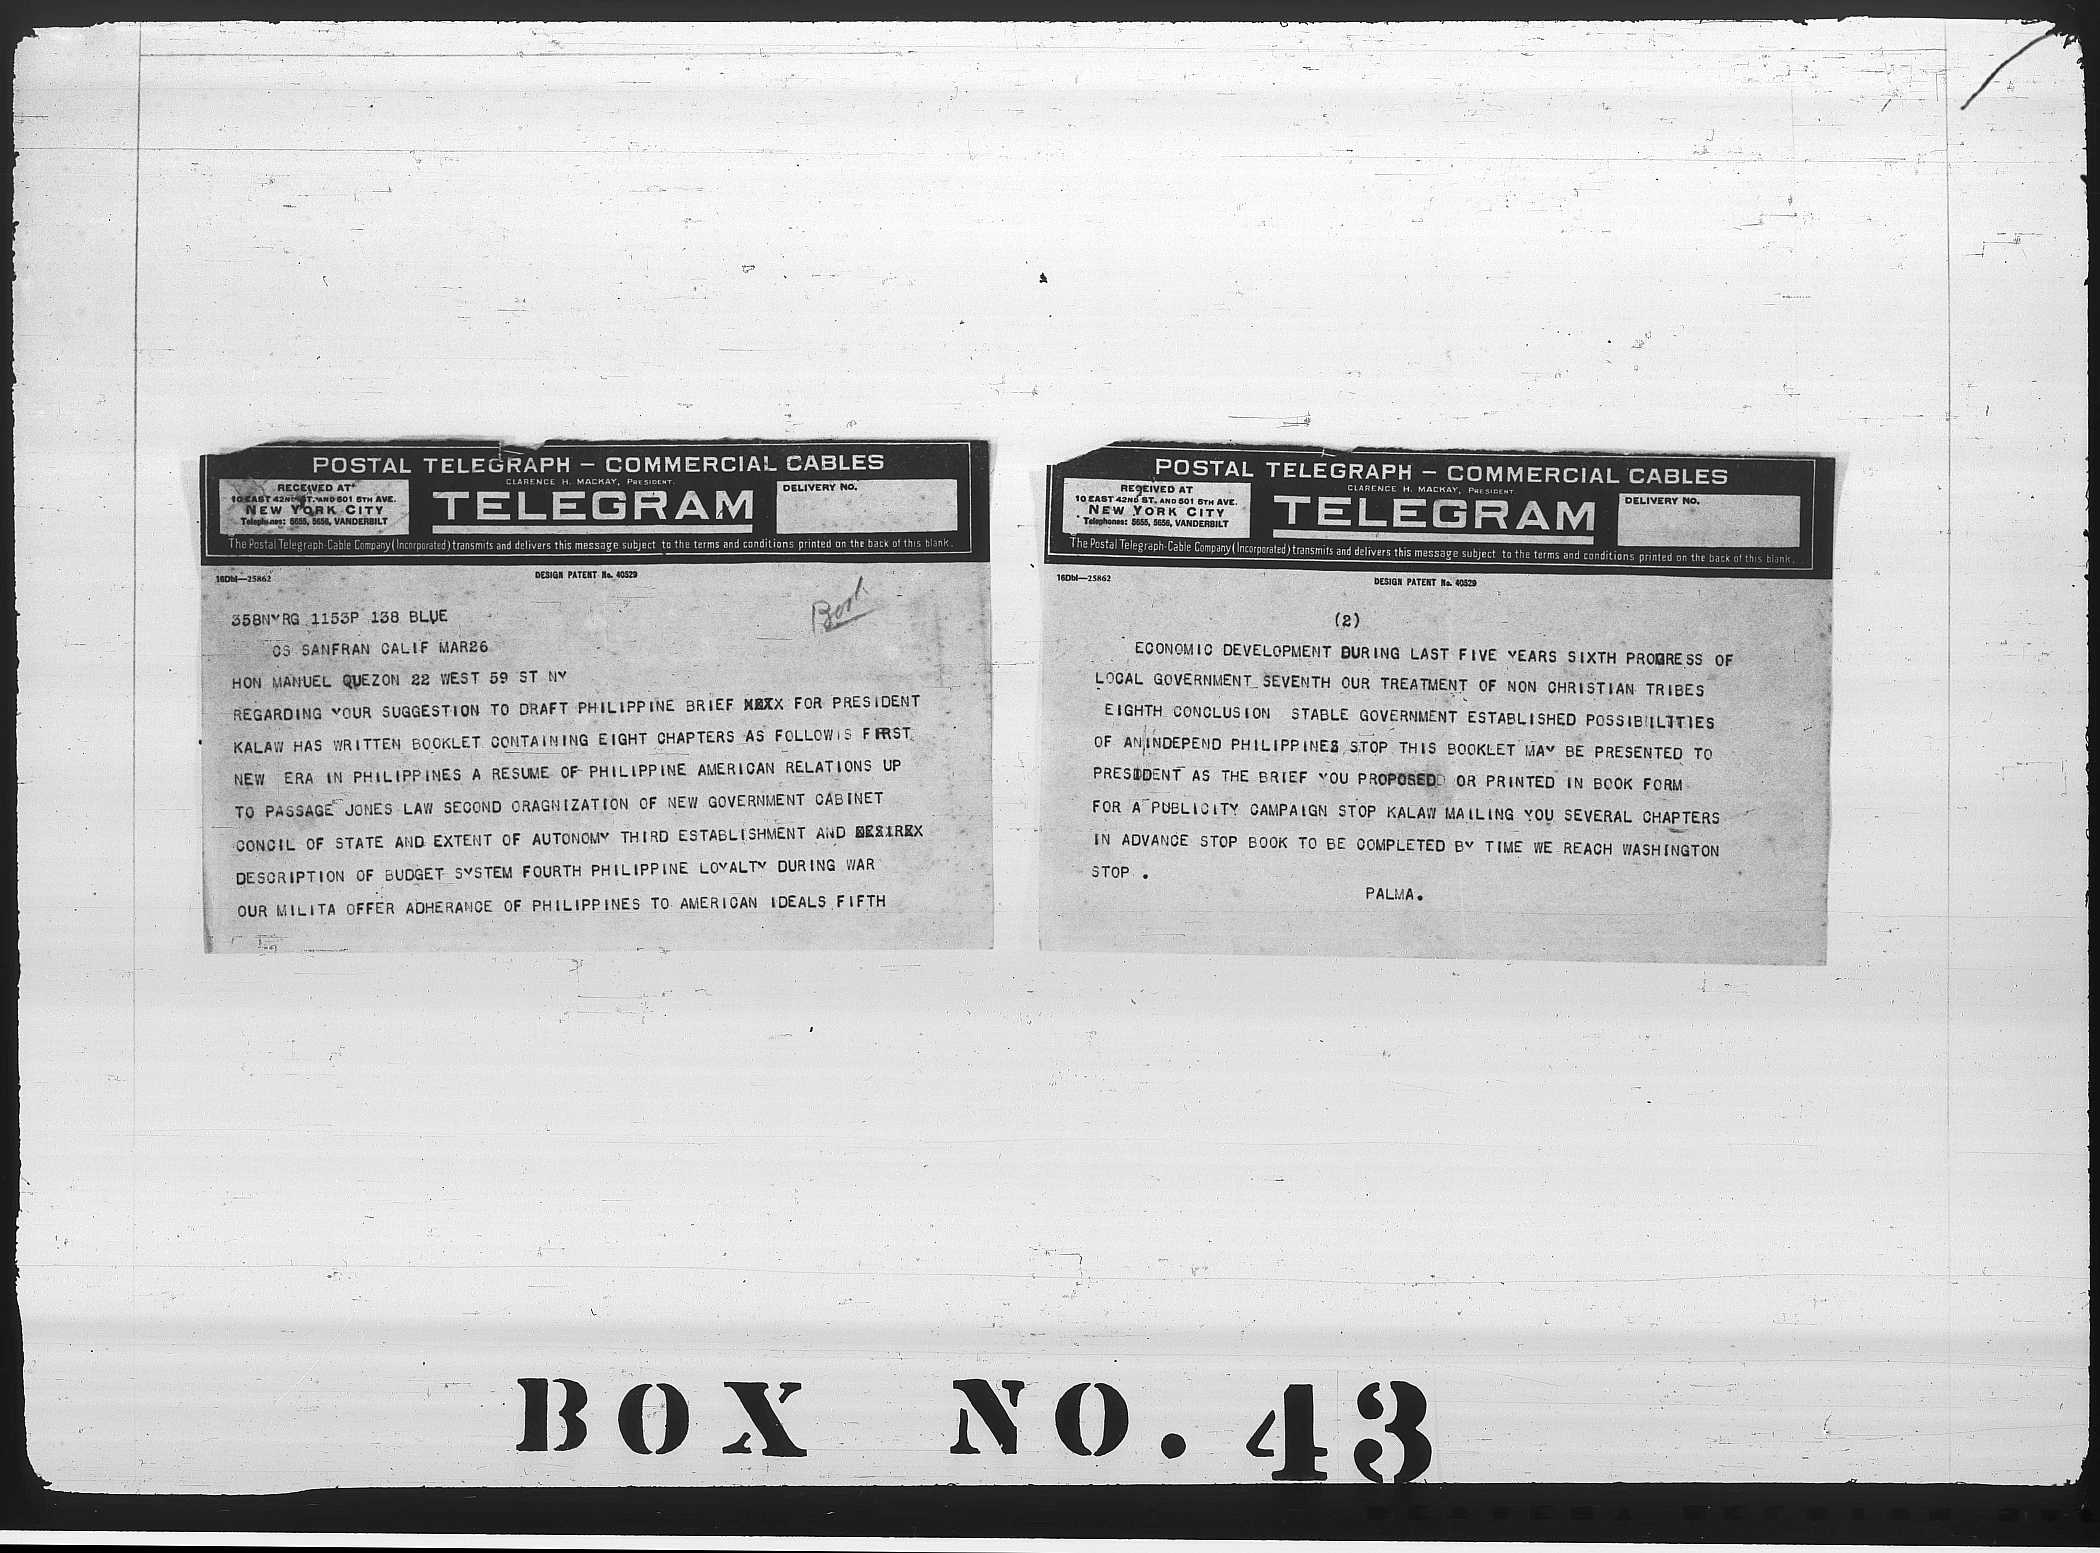 POSTAL TELEGRAPH – COMMERCIAL CABLES
CLARENCE H. MACKAY, PRESIDENT.
RECEIVED AT
10 EAST 42ND ST. AND 501 5TH AVE.
NEW YORK CITY
Telephones: 5655, 5656, VANDERBILT
TELEGRAM
DELIVERY NO.
The Postal Telegraph-Cable Company (Incorporated) transmits and delivers this message subject to the terms and conditions printed on the back of this blank.
16Dbl—25862
DESIGN PATENT No. 40529
358NYRG 1153P 138 BLUE
CS SANFRAN CALIF MAR26
HON MANUEL QUEZON 22 WEST 59 ST NY
REGARDING YOUR SUGGESTION TO DRAFT PHILIPPINE BRIEF FOR PRESIDENT
KALAW HAS WRITTEN BOOKLET CONTAINING EIGHT CHAPTERS AS FOLLOWIS FIRST
NEW ERA IN PHILIPPINES A RESUME OF PHILIPPINE AMERICAN RELATIONS UP
TO PASSAGE JONES LAW SECOND ORAGNIZATION OF NEW GOVERNMENT CABINET
CONCIL OF STATE AND EXTENT OF AUTONOMY THIRD ESTABLISHMENT AND
DESCRIPTION OF BUDGET SYSTEM FOURTH PHILIPPINE LOYALTY DURING WAR
OUR MILITA OFFER ADHERANCE OF PHILIPPINES TO AMERICAN IDEALS FIFTH
POSTAL TELEGRAPH – COMMERCIAL CABLES
CLARENCE H. MACKAY, PRESIDENT
RECEIVED AT
10 EAST 42ND ST. AND 501 5TH AVE.
NEW YORK CITY
Telephones: 5655, 5656, VANDERBILT
TELEGRAM
DELIVERY NO.
The Postal Telegraph-Cable Company (Incorporated) transmits and delivers this message subject to the terms and conditions printed on the back of this blank.
16Dbl—25862
DESIGN PATENT No. 40529
(2)
ECONOMIC DEVELOPMENT DURING LAST FIVE YEARS SIXTH PROGRESS OF
LOCAL GOVERNMENT SEVENTH OUR TREATMENT OF NON CHRISTIAN TRIBES
EIGHTH CONCLUSION STABLE GOVERNMENT ESTABLISHED POSSIBILITIES
OF AN INDEPEND PHILIPPINES STOP THIS BOOKLET MAY BE PRESENTED TO
PRESIDENT AS THE BRIEF YOU PROPOSED OR PRINTED IN BOOK FORM
FOR A PUBLICITY CAMPAIGN STOP KALAW MAILING YOU SEVERAL CHAPTERS
IN ADVANCE STOP BOOK TO BE COMPLETED BY TIME WE REACH WASHINGTON
STOP .
PALMA.
BOX NO. 43